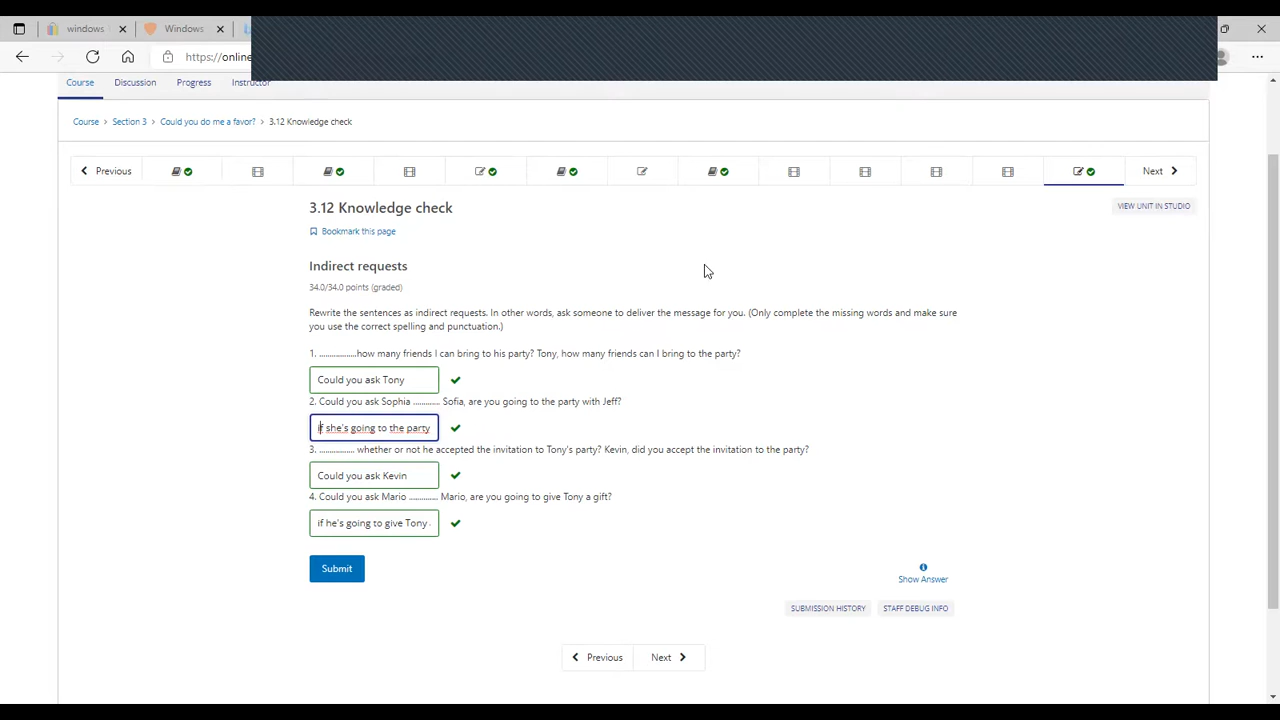 windows
Windows
https://online
Course Discussion Progress Instructor
Course > Section 3 > Could you do me a favor? > 3.12 Knowledge check
Previous
Next
3.12 Knowledge check
VIEW UNIT IN STUDIO
Bookmark this page
Indirect requests
34.0/34.0 points (graded)
Rewrite the sentences as indirect requests. In other words, ask someone to deliver the message for you. (Only complete the missing words and make sure
you use the correct spelling and punctuation.)
1. .................how many friends I can bring to his party? Tony, how many friends can I bring to the party?
Could you ask Tony
2. Could you ask Sophia ............ Sofia, are you going to the party with Jeff?
if she's going to the party
3. ................ whether or not he accepted the invitation to Tony's party? Kevin, did you accept the invitation to the party?
Could you ask Kevin
4. Could you ask Mario ............. Mario, are you going to give Tony a gift?
if he's going to give Tony
Submit
Show Answer
SUBMISSION HISTORY STAFF DEBUG INFO
Previous Next